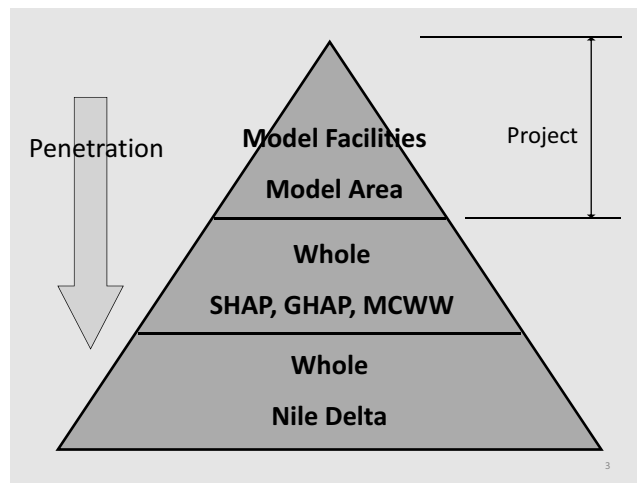 Penetration
Model Facilities
Model Area
Project
Whole
SHAP, GHAP, MCWW
Whole
Nile Delta
3